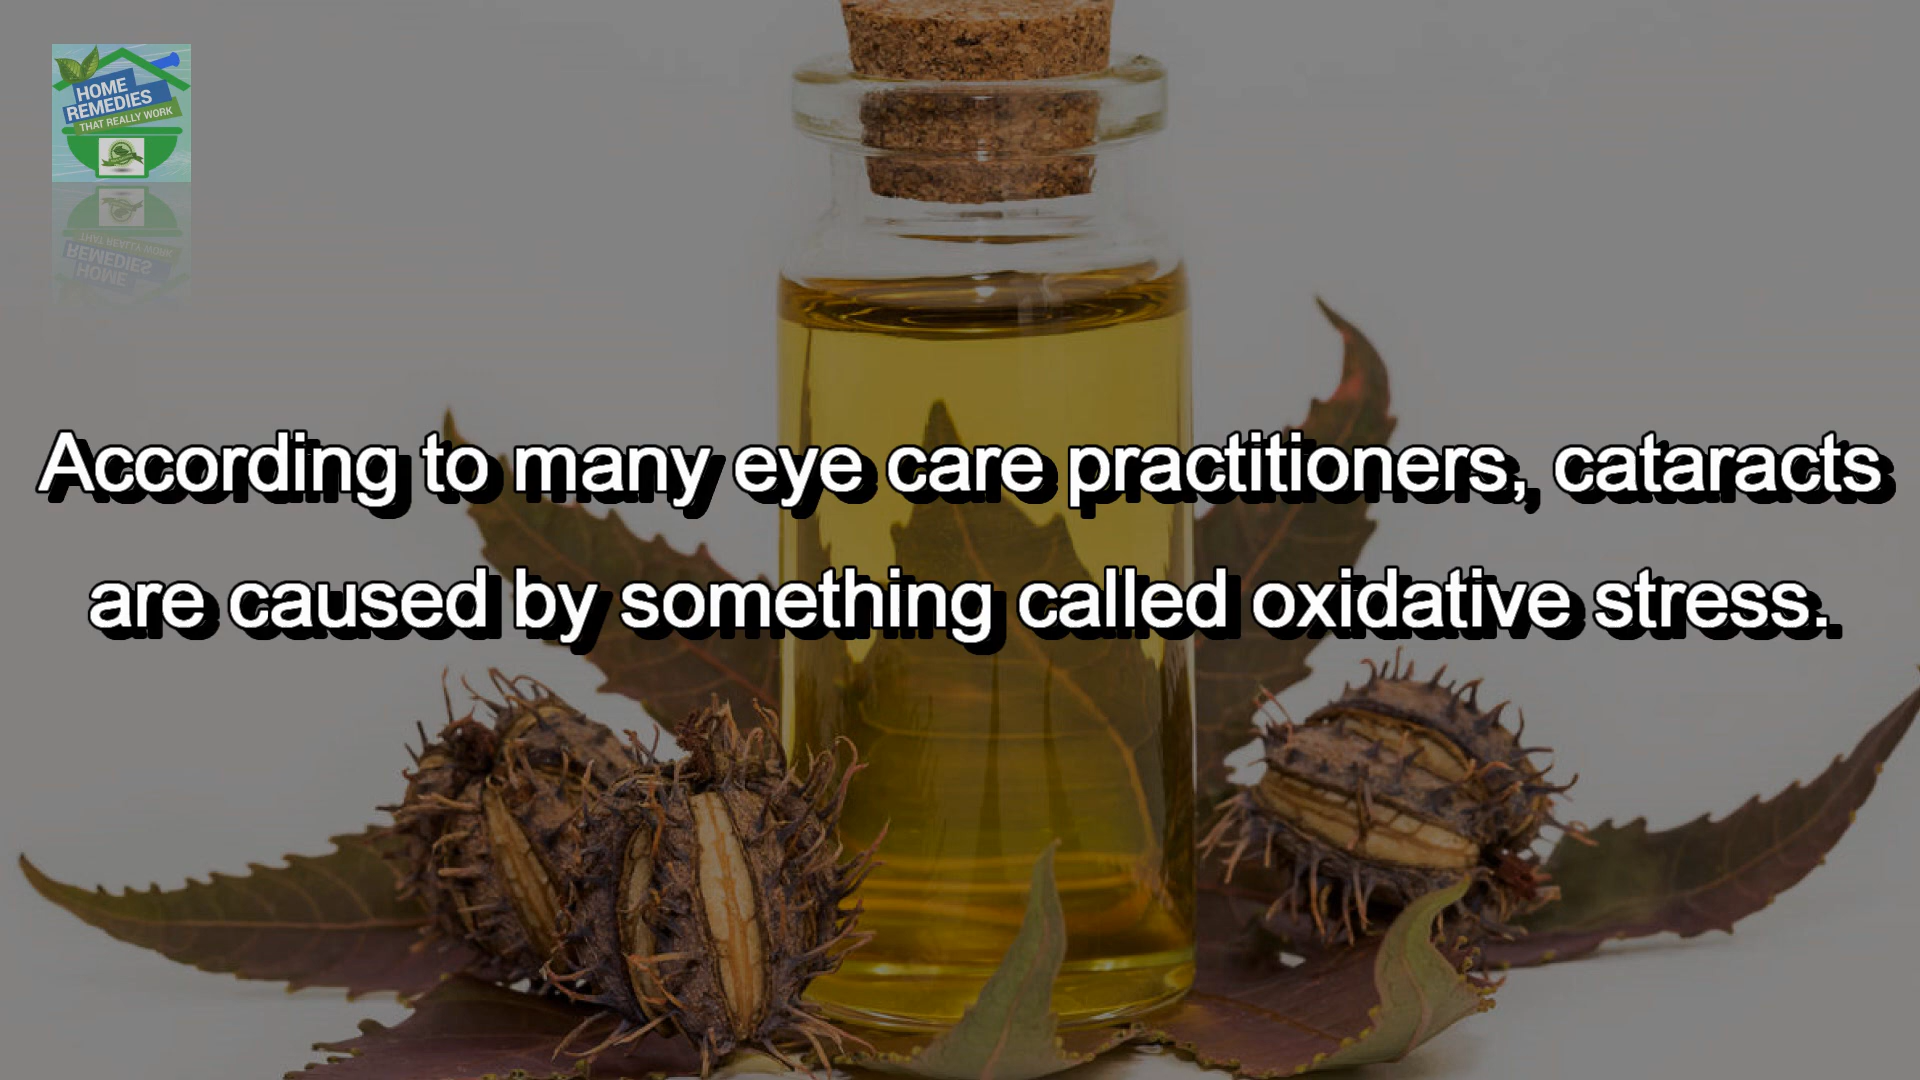 HOME
REMEDIES
THAT REALLY WORK
According to many eye care practitioners, cataracts
are caused by something called oxidative stress.